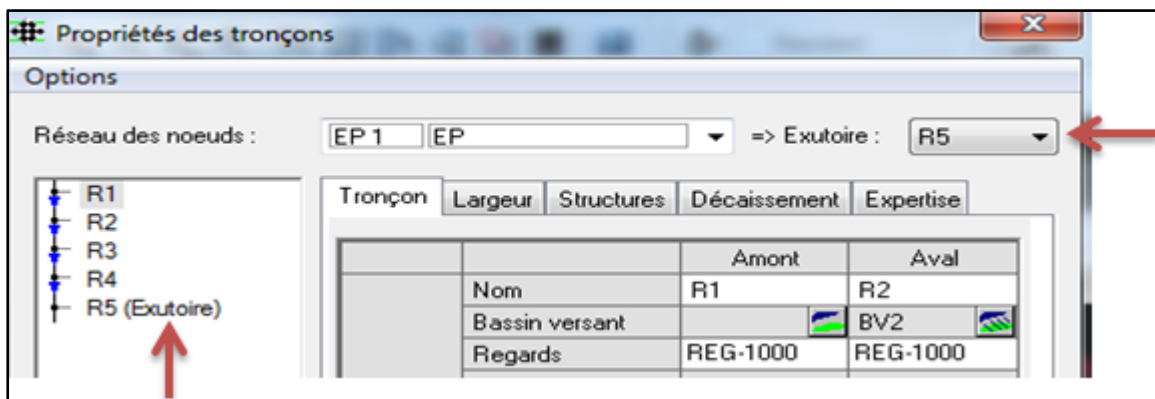 Propriétés des tronçons
Options
Réseau des noeuds : EP 1 EP => Exutoire : R5
R1
R2
R3
R4
R5 (Exutoire)
Tronçon Largeur Structures Décaissement Expertise
Amont Aval
Nom R1 R2
Bassin versant BV2
Regards REG-1000 REG-1000